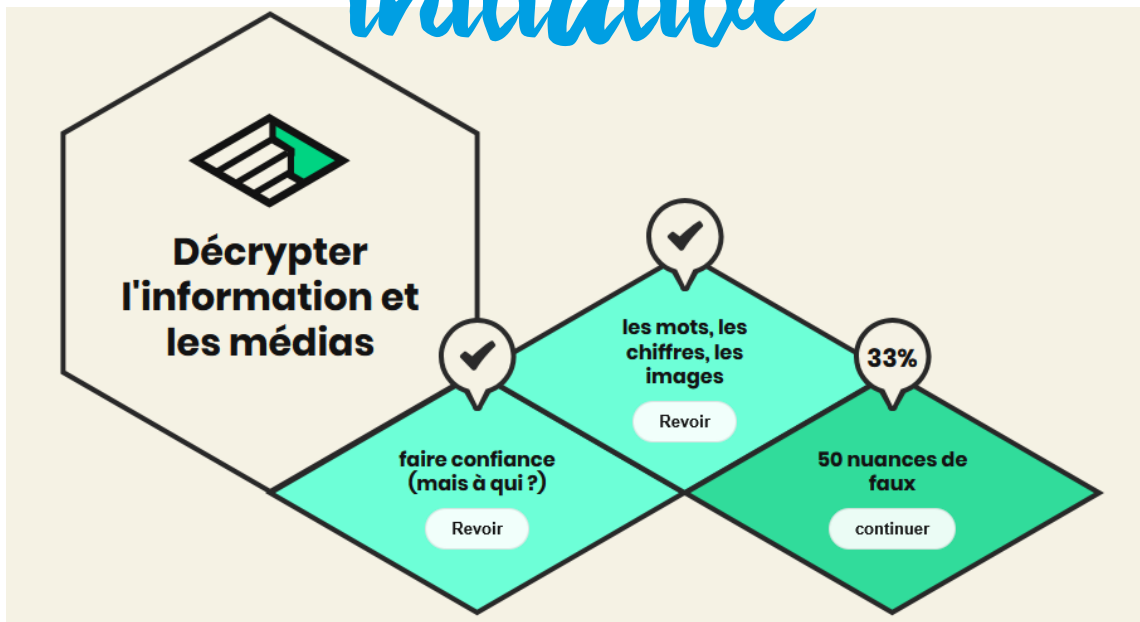 initiative
Décrypter
l'information et
les médias
les mots, les
chiffres, les
images
Revoir
33%
faire confiance
(mais à qui ?)
Revoir
50 nuances de
faux
continuer